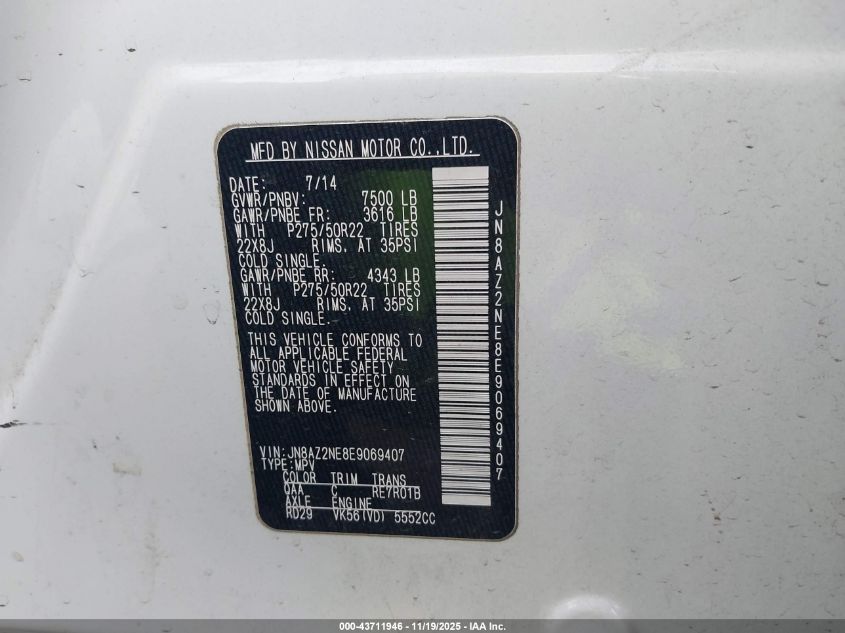 MFD BY NISSAN MOTOR CO.,LTD.
DATE: 7/14
GVWR/PNBV: 7500 LB
GAWR/PNBE FR: 3616 LB
WITH P275/50R22 TIRES
22X8J RIMS. AT 35PSI
COLD SINGLE.
GAWR/PNBE RR: 4343 LB
WITH P275/50R22 TIRES
22X8J RIMS. AT 35PSI
COLD SINGLE.
THIS VEHICLE CONFORMS TO
ALL APPLICABLE FEDERAL
MOTOR VEHICLE SAFETY
STANDARDS IN EFFECT ON
THE DATE OF MANUFACTURE
SHOWN ABOVE.
VIN:JN8AZ2NE8E9069407
TYPE:MPV
COLOR TRIM TRANS
QAA C RE7R01B
AXLE ENGINE
RD29 VK56(VD) 5552CC
JN8AZ2NE8E9069407
000-43711946 - 11/19/2025 - IAA Inc.